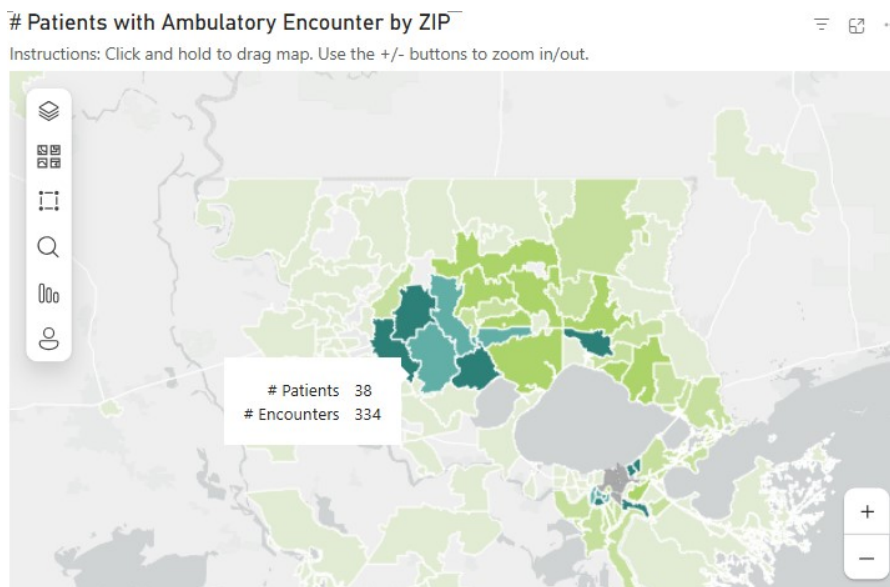 # Patients with Ambulatory Encounter by ZIP
Instructions: Click and hold to drag map. Use the +/- buttons to zoom in/out.
# Patients 38
# Encounters 334
+
−